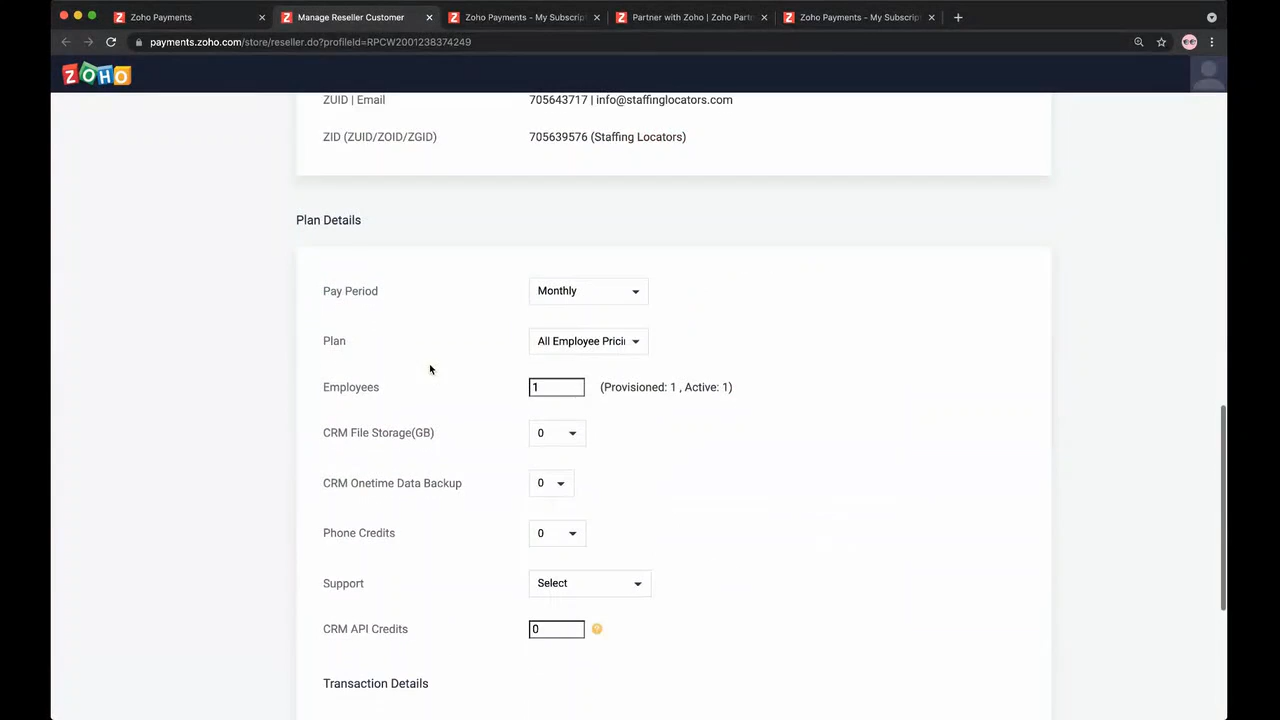 Zoho Payments
Manage Reseller Customer
Zoho Payments - My Subscrip
Partner with Zoho | Zoho Part
Zoho Payments - My Subscrip
payments.zoho.com/store/reseller.do?profileId=RPCW2001238374249
ZOHO
ZUID | Email 705643717 | info@staffinglocators.com
ZID (ZUID/ZOID/ZGID) 705639576 (Staffing Locators)
Plan Details
Pay Period Monthly
Plan All Employee Prici
Employees 1 (Provisioned: 1 , Active: 1)
CRM File Storage(GB) 0
CRM Onetime Data Backup 0
Phone Credits 0
Support Select
CRM API Credits 0 ?
Transaction Details